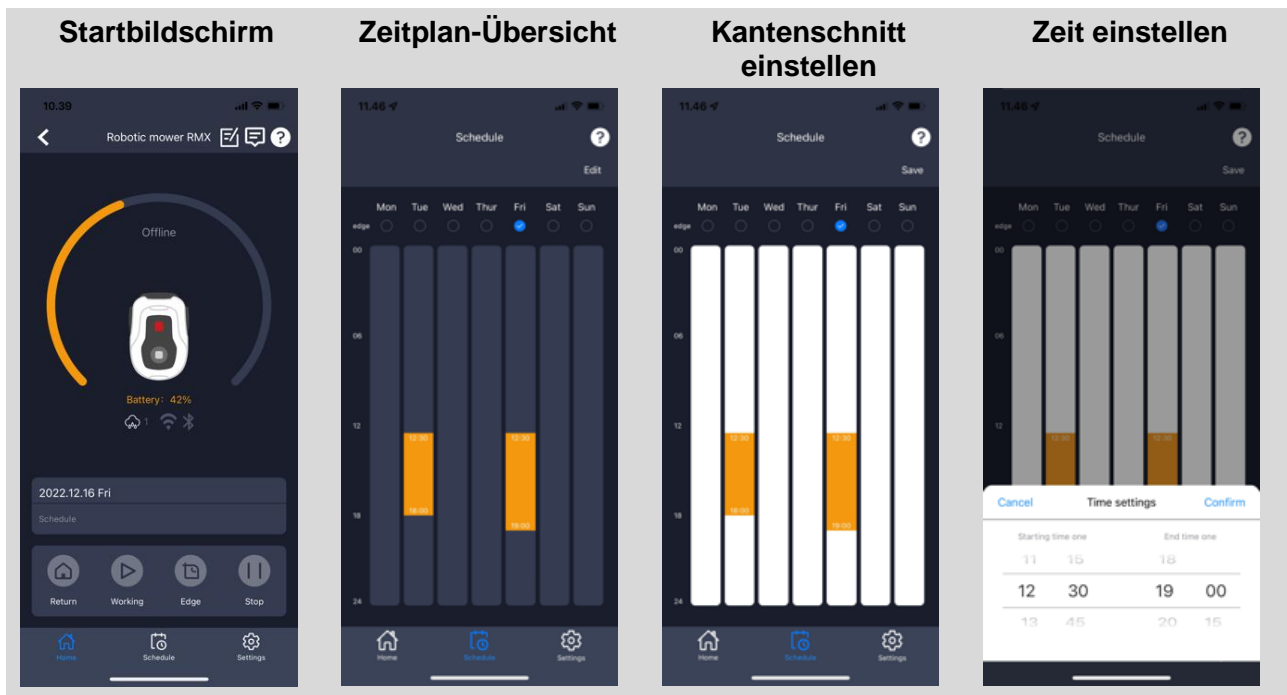 Startbildschirm
Zeitplan-Übersicht
Kantenschnitt
einstellen
Zeit einstellen
10.39
Robotic mower RMX ?
Offline
Battery: 42%
1
2022.12.16 Fri
Schedule
Return Working Edge Stop
Home Schedule Settings
11.46
Schedule ?
Edit
Mon Tue Wed Thur Fri Sat Sun
edge
00
06
12
12:30 12:30
18
18:00
19:00
24
Home Schedule Settings
11.46
Schedule ?
Save
Mon Tue Wed Thur Fri Sat Sun
edge
00
06
12
12:30 12:30
18
18:00
19:00
24
Home Schedule Settings
11.46
Schedule ?
Save
Mon Tue Wed Thur Fri Sat Sun
edge
00
06
12
12:30 12:30
Cancel Time settings Confirm
Starting time one End time one
11 15 18
12 30 19 00
13 45 20 15